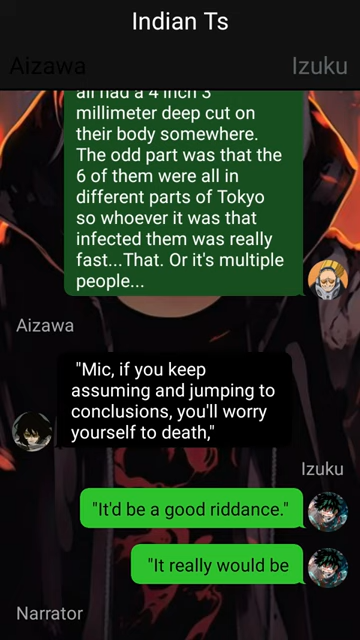 Indian Ts
Aizawa
Izuku
all had a 4 inch 3
millimeter deep cut on
their body somewhere.
The odd part was that the
6 of them were all in
different parts of Tokyo
so whoever it was that
infected them was really
fast...That. Or it's multiple
people...
Aizawa
"Mic, if you keep
assuming and jumping to
conclusions, you'll worry
yourself to death,"
Izuku
"It'd be a good riddance."
"It really would be
Narrator